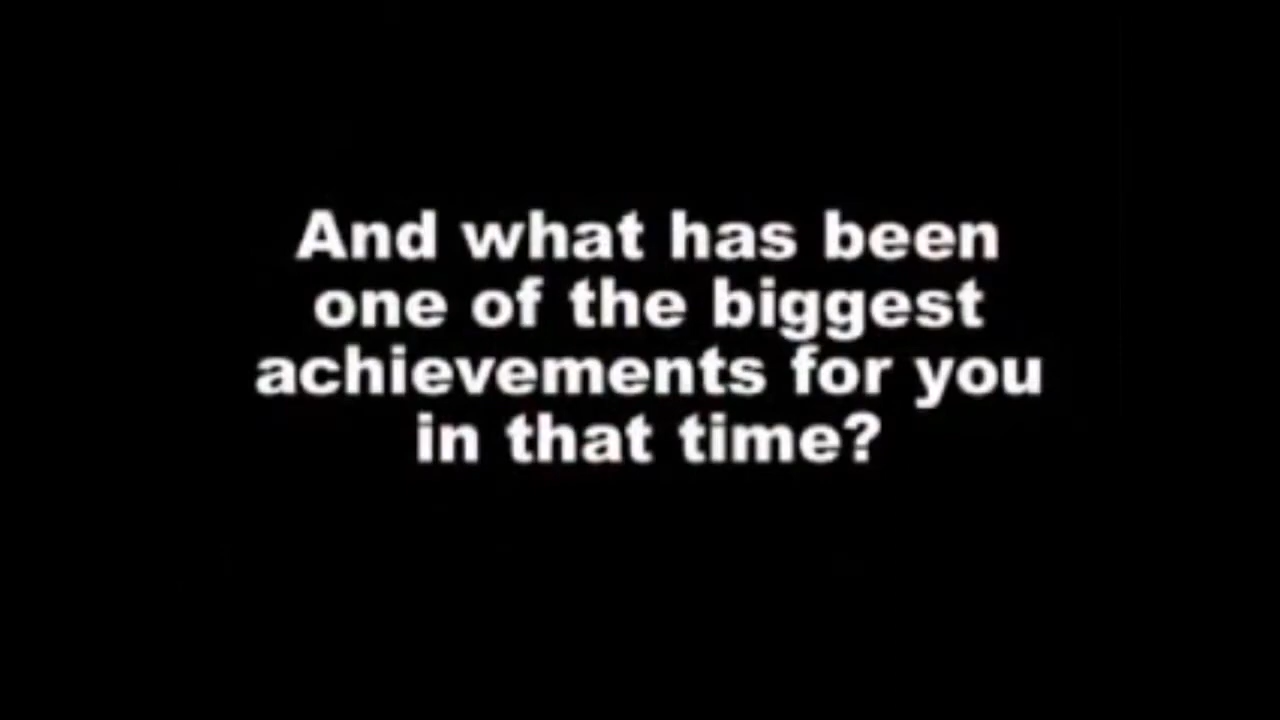 And what has been
one of the biggest
achievements for you
in that time?